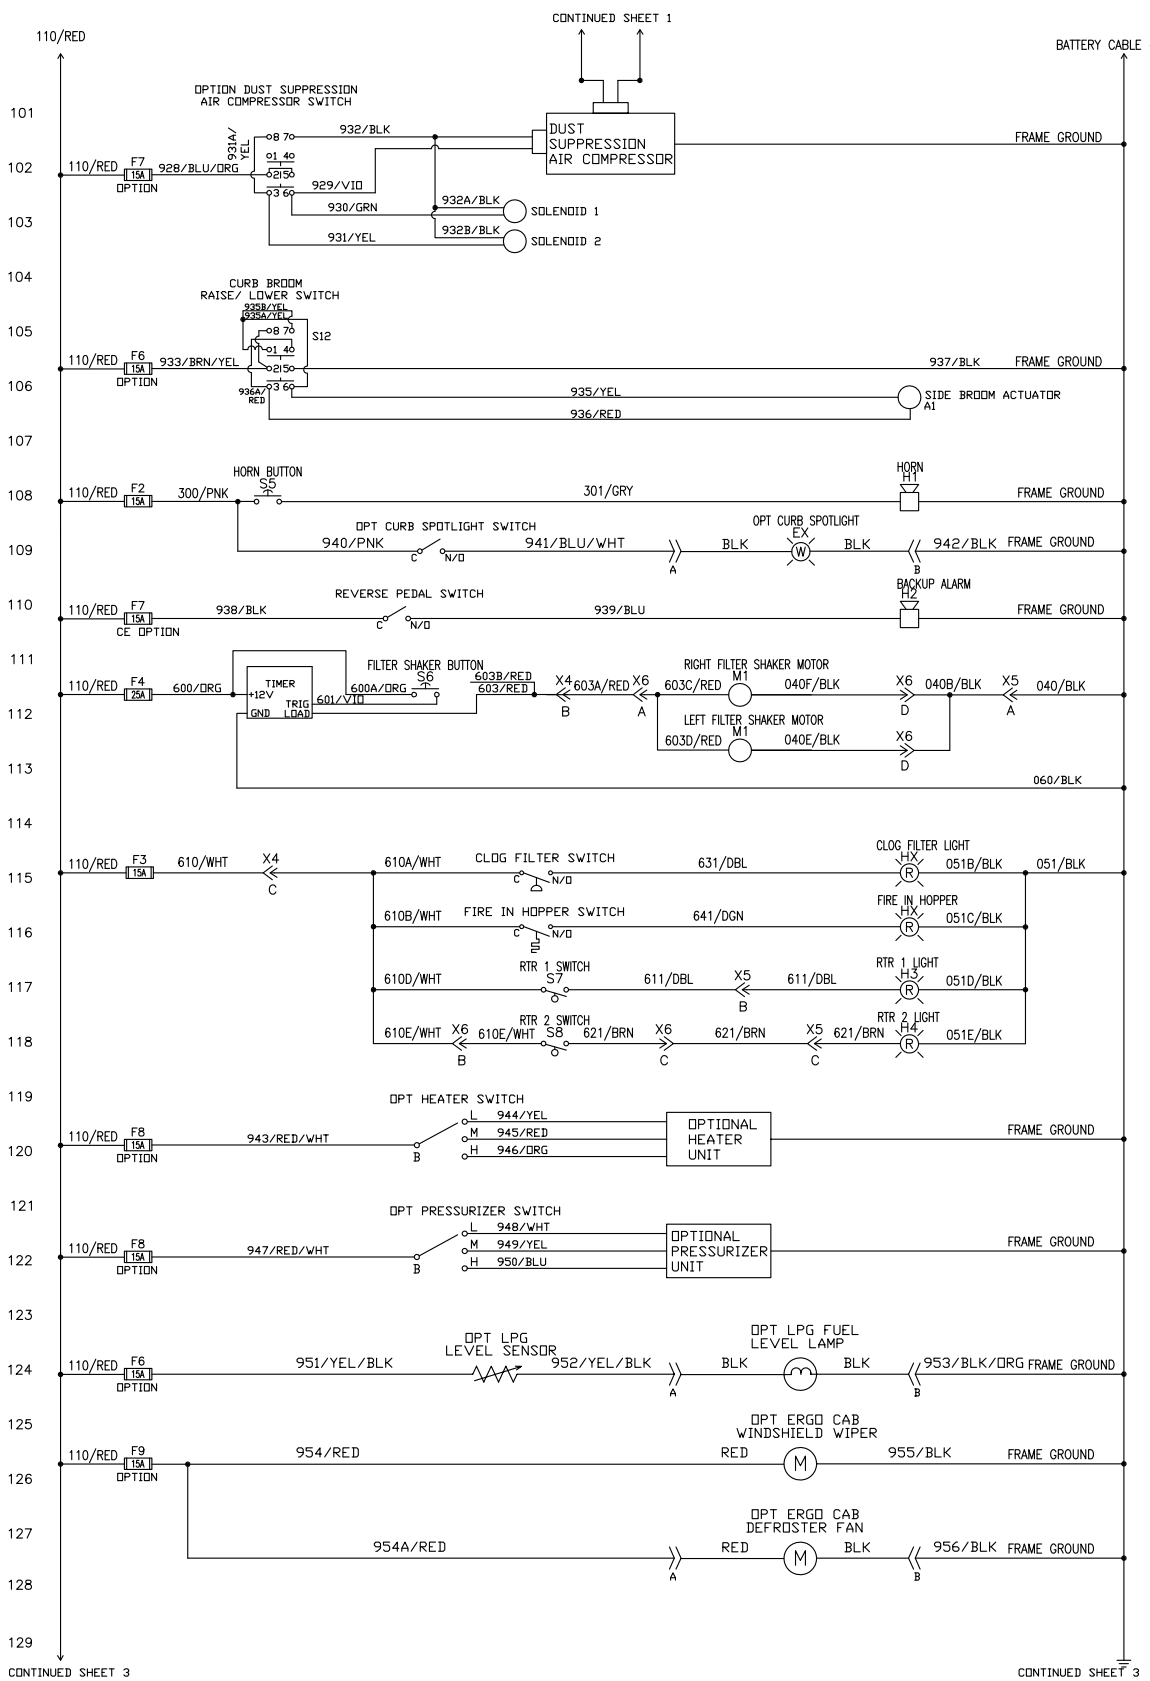 CONTINUED SHEET 1
110/RED
BATTERY CABLE
OPTION DUST SUPPRESSION
AIR COMPRESSOR SWITCH
101
931A/
YEL
8 7
932/BLK
DUST
SUPPRESSION
AIR COMPRESSOR
FRAME GROUND
1 4
102
110/RED
F7
15A
OPTION
928/BLU/ORG
2 5
3 6
929/VIO
930/GRN
932A/BLK
SOLENOID 1
103
931/YEL
932B/BLK
SOLENOID 2
104
CURB BROOM
RAISE/ LOWER SWITCH
935B/YEL
935A/YEL
105
8 7
S12
1 4
110/RED
F6
15A
OPTION
933/BRN/YEL
2 5
937/BLK
FRAME GROUND
106
936A/
RED
3 6
935/YEL
SIDE BROOM ACTUATOR
A1
936/RED
107
HORN BUTTON
S5
HORN
H1
108
110/RED
F2
15A
300/PNK
301/GRY
FRAME GROUND
OPT CURB SPOTLIGHT SWITCH
OPT CURB SPOTLIGHT
EX
109
940/PNK
C
N/O
941/BLU/WHT
A
BLK
W
BLK
B
942/BLK
FRAME GROUND
REVERSE PEDAL SWITCH
BACKUP ALARM
H2
110
110/RED
F7
15A
CE OPTION
938/BLK
C
N/O
939/BLU
FRAME GROUND
111
FILTER SHAKER BUTTON
S6
RIGHT FILTER SHAKER MOTOR
M1
110/RED
F4
25A
600/ORG
TIMER
+12V
TRIG
GND
LOAD
600A/ORG
601/VIO
603B/RED
603/RED
X4
B
603A/RED
X6
A
603C/RED
040F/BLK
X6
D
040B/BLK
X5
A
040/BLK
112
LEFT FILTER SHAKER MOTOR
M1
603D/RED
040E/BLK
X6
D
113
060/BLK
114
110/RED
F3
15A
610/WHT
X4
C
610A/WHT
CLOG FILTER SWITCH
C
N/O
631/DBL
CLOG FILTER LIGHT
HX
R
051B/BLK
051/BLK
115
610B/WHT
FIRE IN HOPPER SWITCH
C
N/O
641/DGN
FIRE IN HOPPER
HX
R
051C/BLK
116
117
610D/WHT
RTR 1 SWITCH
S7
611/DBL
X5
B
611/DBL
RTR 1 LIGHT
H3
R
051D/BLK
118
610E/WHT
X6
B
610E/WHT
RTR 2 SWITCH
S8
621/BRN
X6
C
621/BRN
X5
C
621/BRN
RTR 2 LIGHT
H4
R
051E/BLK
119
OPT HEATER SWITCH
120
110/RED
F8
15A
OPTION
943/RED/WHT
B
L
944/YEL
M
945/RED
H
946/ORG
OPTIONAL
HEATER
UNIT
FRAME GROUND
121
OPT PRESSURIZER SWITCH
122
110/RED
F8
15A
OPTION
947/RED/WHT
B
L
948/WHT
M
949/YEL
H
950/BLU
OPTIONAL
PRESSURIZER
UNIT
FRAME GROUND
123
OPT LPG
LEVEL SENSOR
OPT LPG FUEL
LEVEL LAMP
124
110/RED
F6
15A
OPTION
951/YEL/BLK
952/YEL/BLK
A
BLK
BLK
B
953/BLK/ORG
FRAME GROUND
125
OPT ERGO CAB
WINDSHIELD WIPER
126
110/RED
F9
15A
OPTION
954/RED
RED
M
955/BLK
FRAME GROUND
127
OPT ERGO CAB
DEFROSTER FAN
954A/RED
A
RED
M
BLK
B
956/BLK
FRAME GROUND
128
129
CONTINUED SHEET 3
CONTINUED SHEET 3